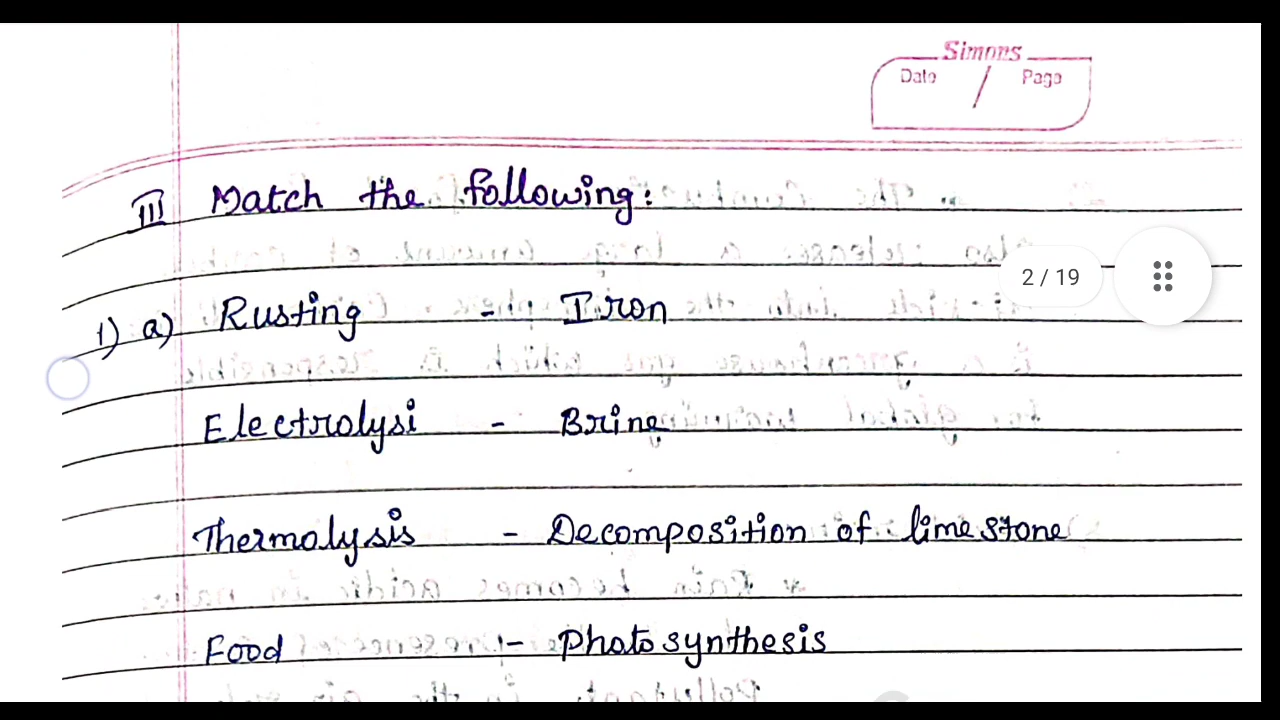 Simons
Date / Page
III Match the following:
2 / 19
1) a) Rusting - Iron
Electrolysi - Brine
Thermolysis - Decomposition of limestone
Food - Photosynthesis